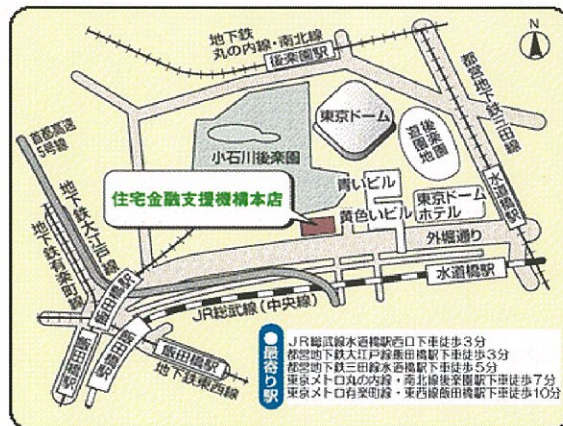 N
地下鉄
丸の内線・南北線
後楽園駅
都営地下鉄三田線
首都高速
5号線
東京ドーム
後楽園
遊園地
小石川後楽園
水道橋駅
青いビル
住宅金融支援機構本店
黄色いビル
東京ドーム
ホテル
外堀通り
地下鉄大江戸線
地下鉄有楽町線
飯田橋駅
水道橋駅
JR総武線(中央線)
飯田橋駅
飯田橋駅
飯田橋駅
地下鉄東西線
●最寄り駅
JR総武線水道橋駅西口下車徒歩3分
都営地下鉄大江戸線飯田橋駅下車徒歩3分
都営地下鉄三田線水道橋駅下車徒歩5分
東京メトロ丸の内線・南北線後楽園駅下車徒歩7分
東京メトロ有楽町線・東西線飯田橋駅下車徒歩10分